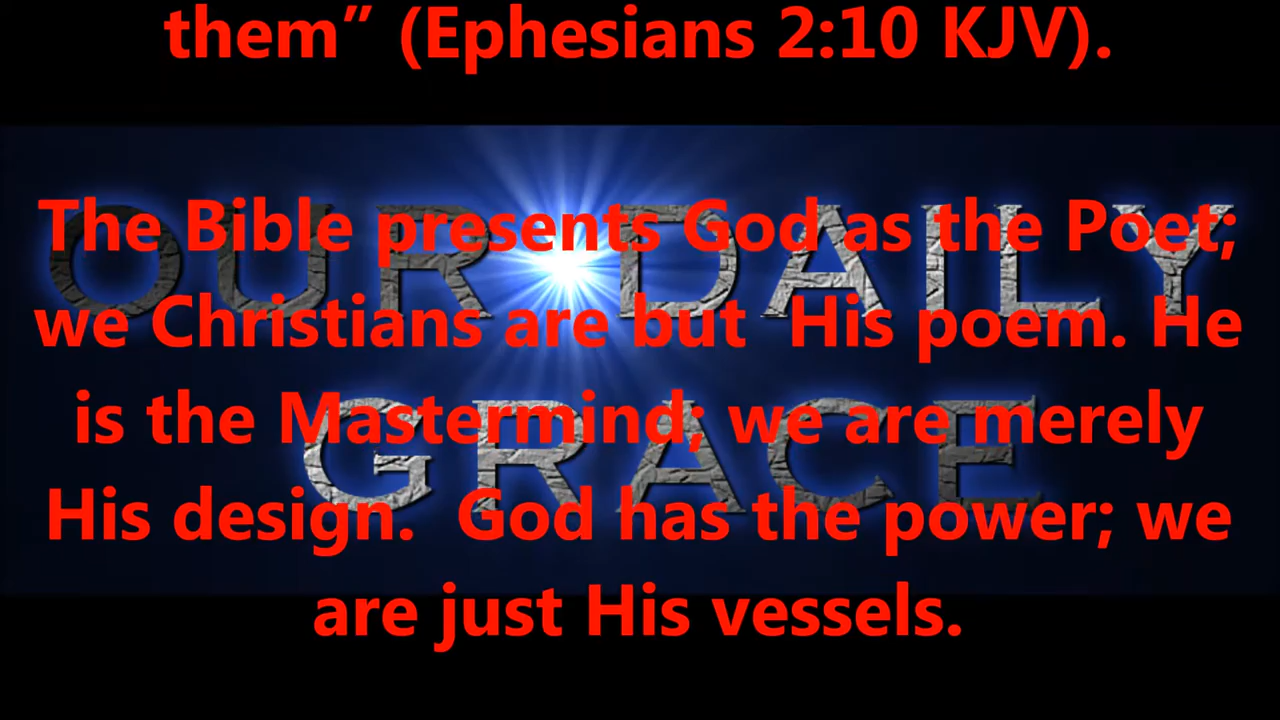 them” (Ephesians 2:10 KJV).
The Bible presents God as the Poet;
we Christians are but  His poem. He
is the Mastermind; we are merely
His design.  God has the power; we
are just His vessels.
OUR DAILY
GRACE